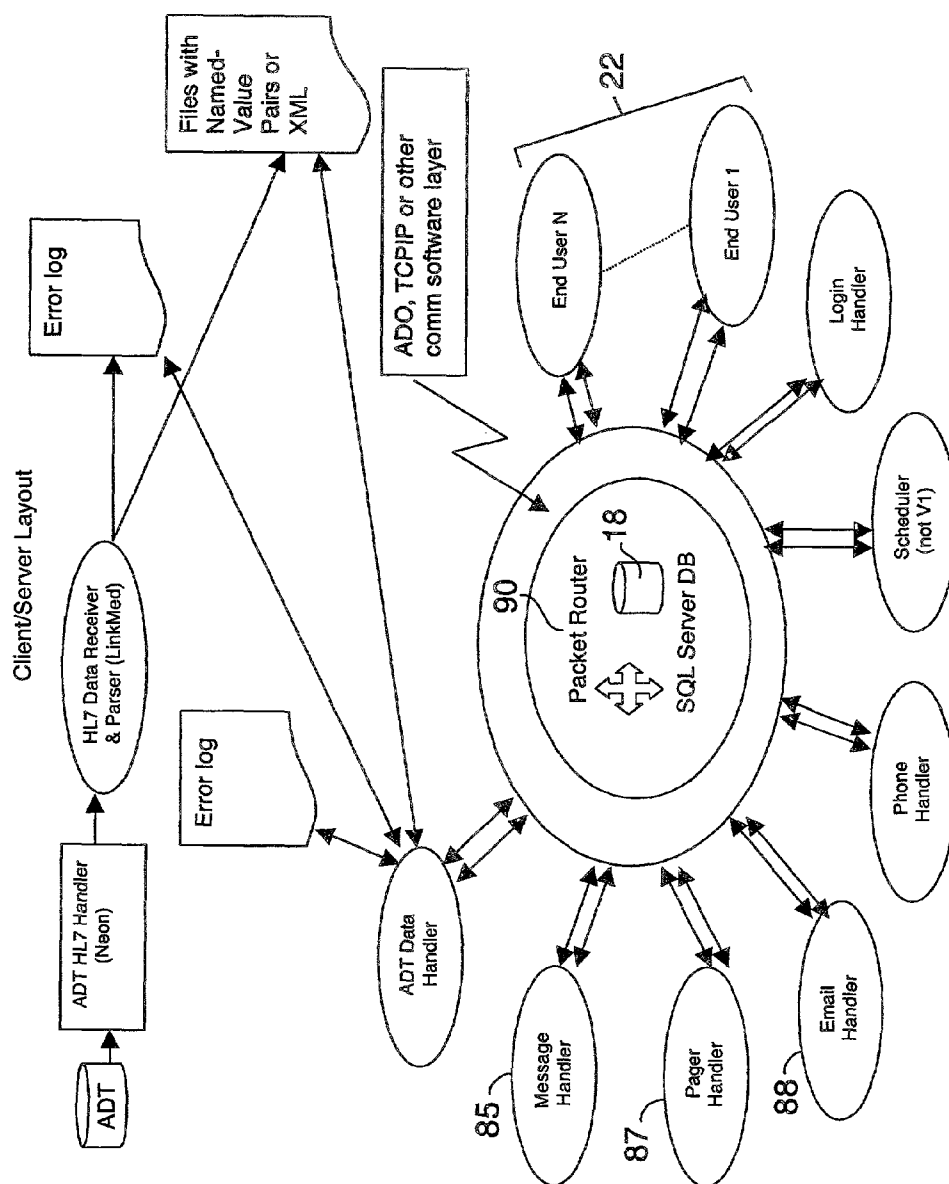 Client/Server Layout
ADT
ADT HL7 Handler
(Neon)
HL7 Data Receiver
& Parser (LinkMed)
Error log
Files with
Named-
Value
Pairs or
XML
Error log
ADO, TCPIP or other
comm software layer
ADT Data
Handler
90
Packet Router
18
SQL Server DB
22
End User N
End User 1
Login
Handler
Scheduler
(not V1)
Phone
Handler
88
Email
Handler
87
Pager
Handler
85
Message
Handler